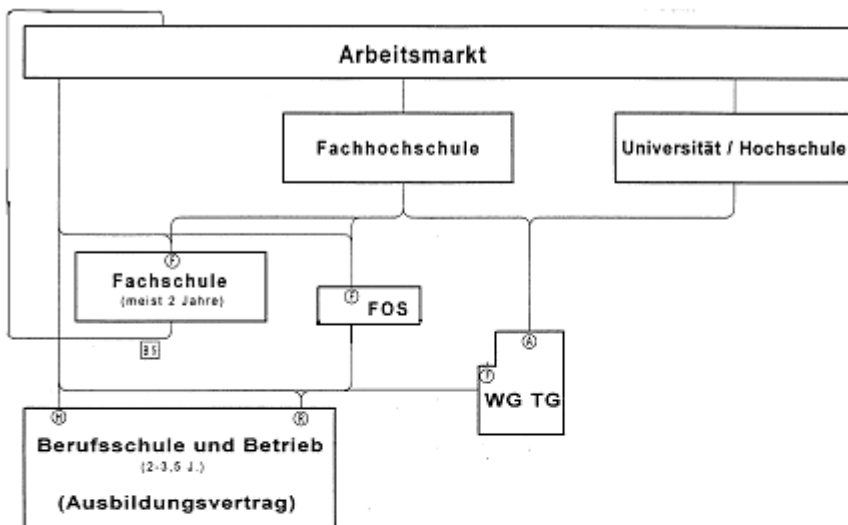 Arbeitsmarkt
Fachhochschule
Universität / Hochschule
F
Fachschule
(meist 2 Jahre)
F
FOS
BS
A
WG TG
H
R
Berufsschule und Betrieb
(2-3,5 J.)
(Ausbildungsvertrag)